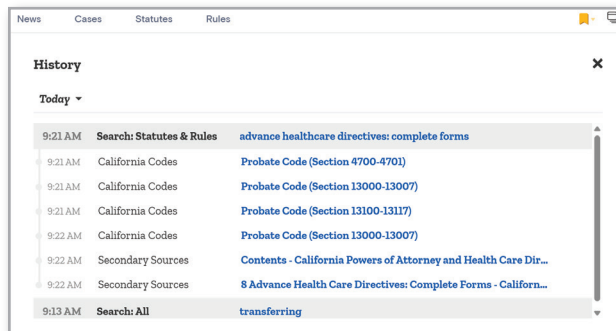 News Cases Statutes Rules
History
Today
9:21 AM Search: Statutes & Rules advance healthcare directives: complete forms
9:21 AM California Codes Probate Code (Section 4700-4701)
9:21 AM California Codes Probate Code (Section 13000-13007)
9:21 AM California Codes Probate Code (Section 13100-13117)
9:22 AM California Codes Probate Code (Section 13000-13007)
9:22 AM Secondary Sources Contents - California Powers of Attorney and Health Care Dir...
9:22 AM Secondary Sources 8 Advance Health Care Directives: Complete Forms - Californ...
9:13 AM Search: All transferring